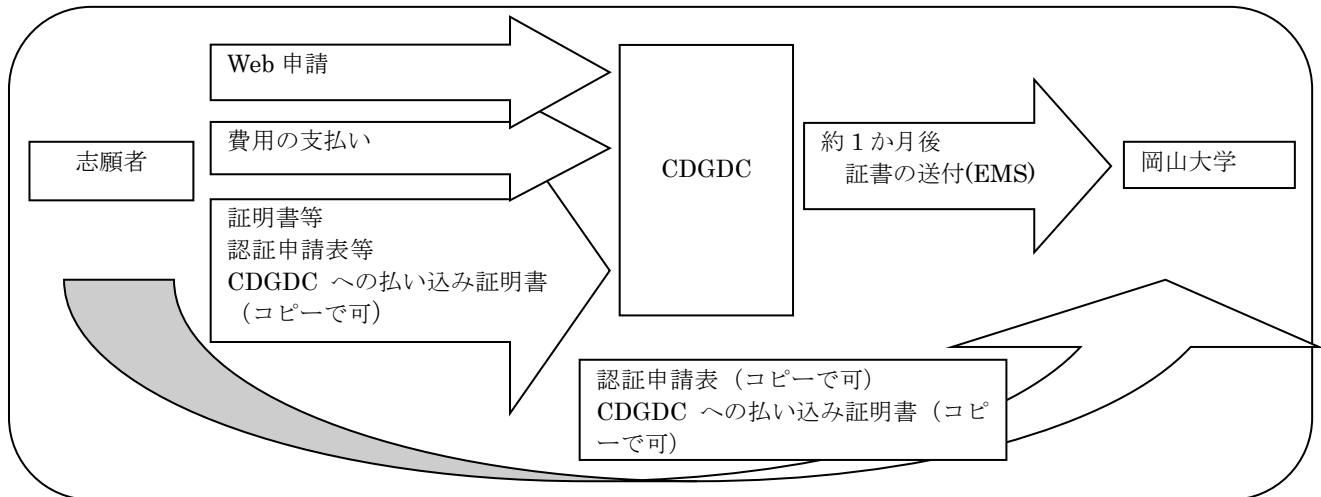 Web 申請
志願者
費用の支払い
証明書等
認証申請表等
CDGDC への払い込み証明書
（コピーで可）
CDGDC
約１か月後
証書の送付(EMS)
岡山大学
認証申請表（コピーで可）
CDGDC への払い込み証明書（コピ
ーで可）